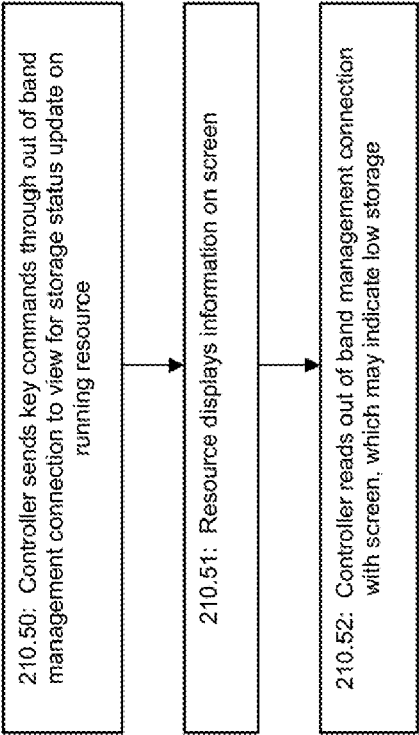 210.50: Controller sends key commands through out of band
management connection to view for storage status update on
running resource
210.51: Resource displays information on screen
210.52: Controller reads out of band management connection
with screen, which may indicate low storage